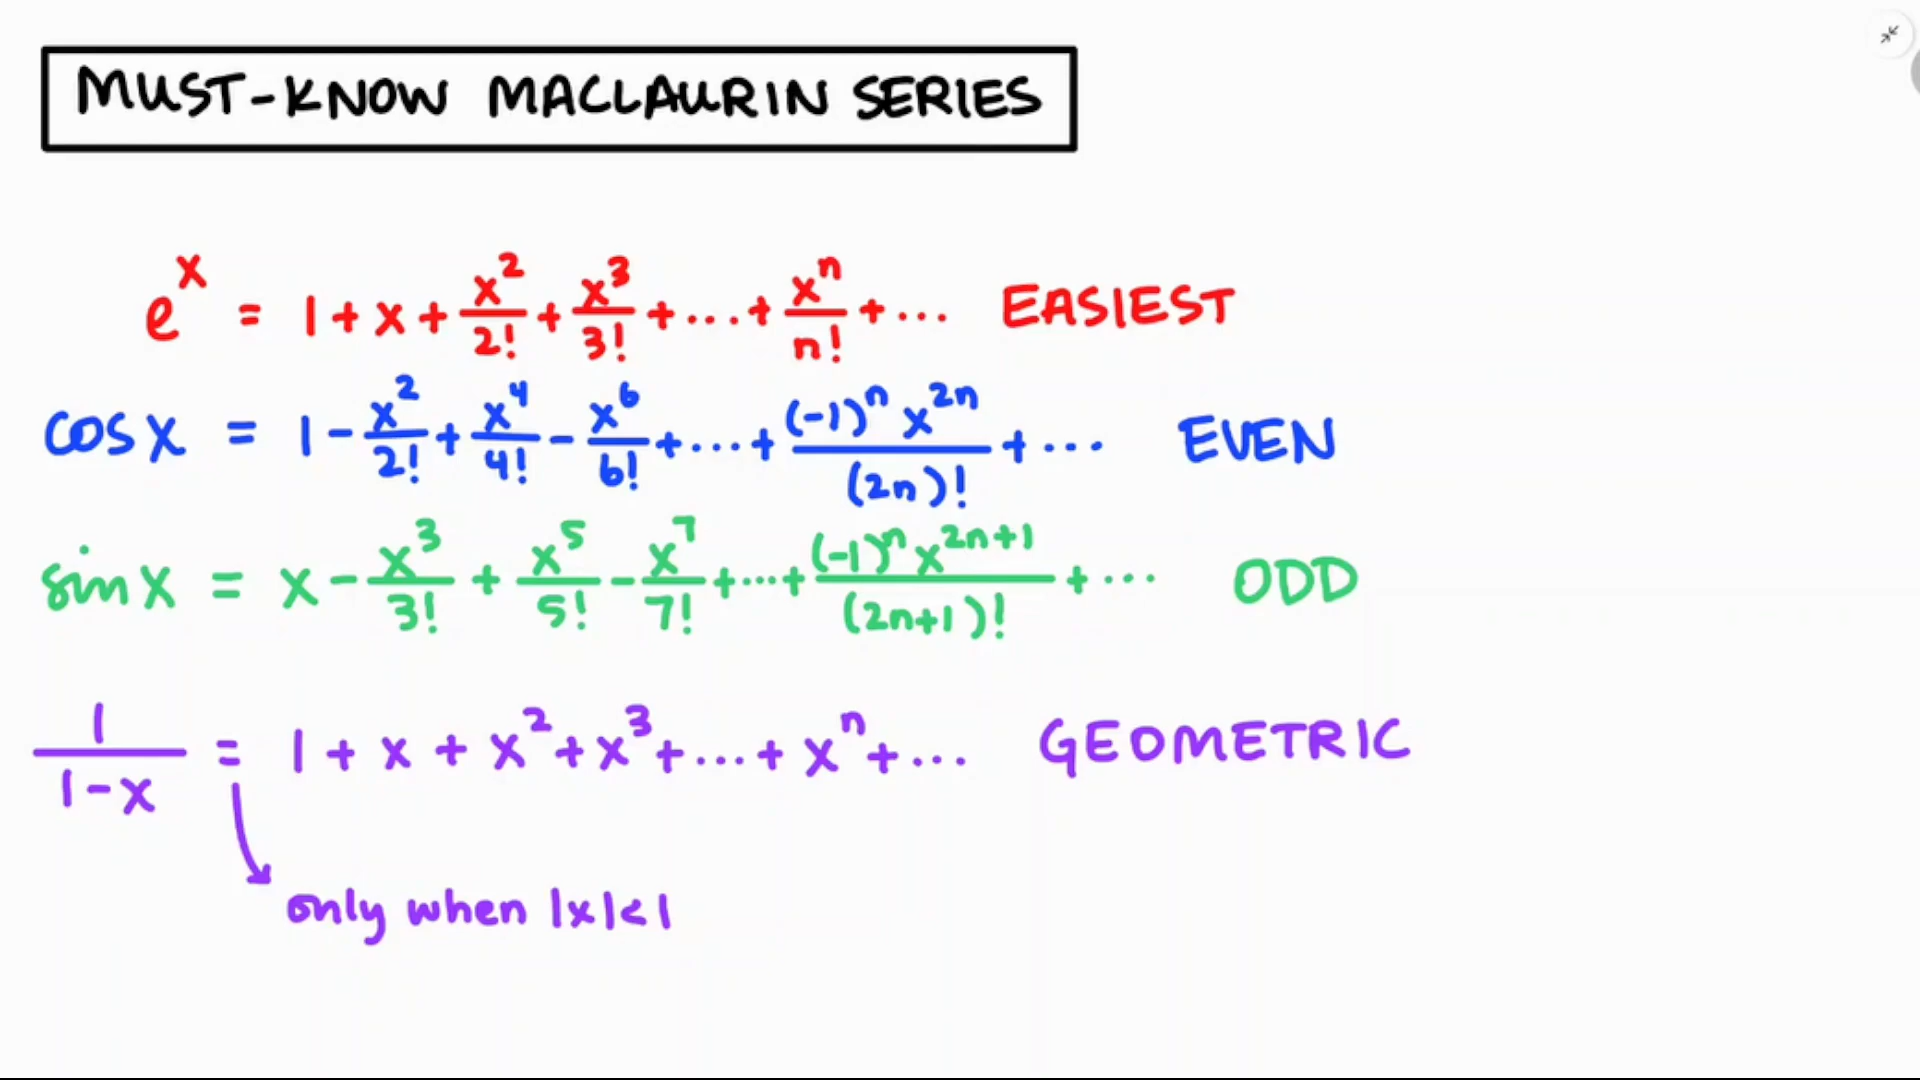 MUST-KNOW MACLAURIN SERIES
e^x = 1 + x + x^2/2! + x^3/3! + ... + x^n/n! + ... EASIEST
cos x = 1 - x^2/2! + x^4/4! - x^6/6! + ... + (-1)^n x^{2n}/(2n)! + ... EVEN
sin x = x - x^3/3! + x^5/5! - x^7/7! + ... + (-1)^n x^{2n+1}/(2n+1)! + ... ODD
1/(1-x) = 1 + x + x^2 + x^3 + ... + x^n + ... GEOMETRIC
only when |x| < 1